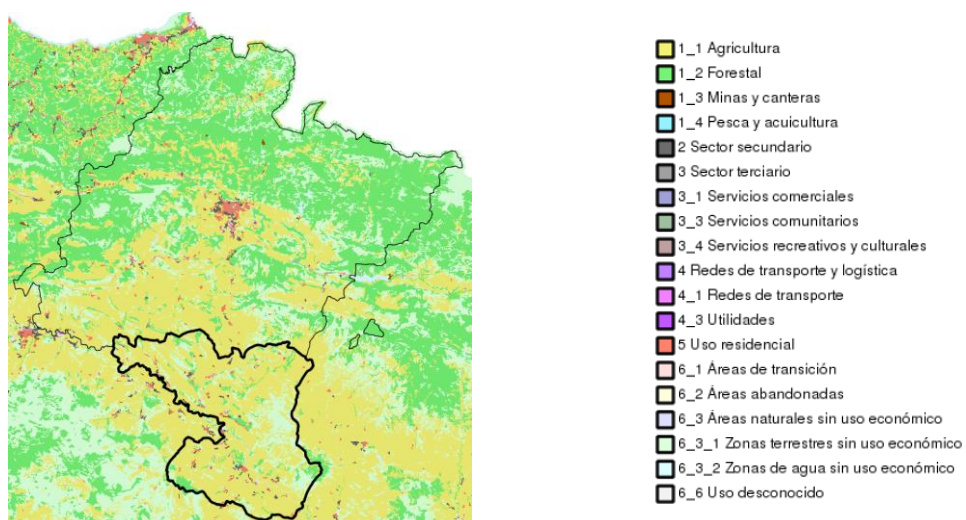 1_1 Agricultura
1_2 Forestal
1_3 Minas y canteras
1_4 Pesca y acuicultura
2 Sector secundario
3 Sector terciario
3_1 Servicios comerciales
3_3 Servicios comunitarios
3_4 Servicios recreativos y culturales
4 Redes de transporte y logística
4_1 Redes de transporte
4_3 Utilidades
5 Uso residencial
6_1 Áreas de transición
6_2 Áreas abandonadas
6_3 Áreas naturales sin uso económico
6_3_1 Zonas terrestres sin uso económico
6_3_2 Zonas de agua sin uso económico
6_6 Uso desconocido